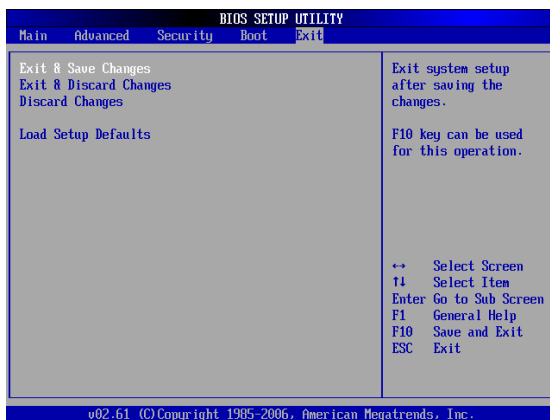 BIOS SETUP UTILITY
Main Advanced Security Boot Exit
Exit & Save Changes
Exit & Discard Changes
Discard Changes
Load Setup Defaults
Exit system setup
after saving the
changes.
F10 key can be used
for this operation.
↔ Select Screen
↑↓ Select Item
Enter Go to Sub Screen
F1 General Help
F10 Save and Exit
ESC Exit
v02.61 (C)Copyright 1985-2006, American Megatrends, Inc.